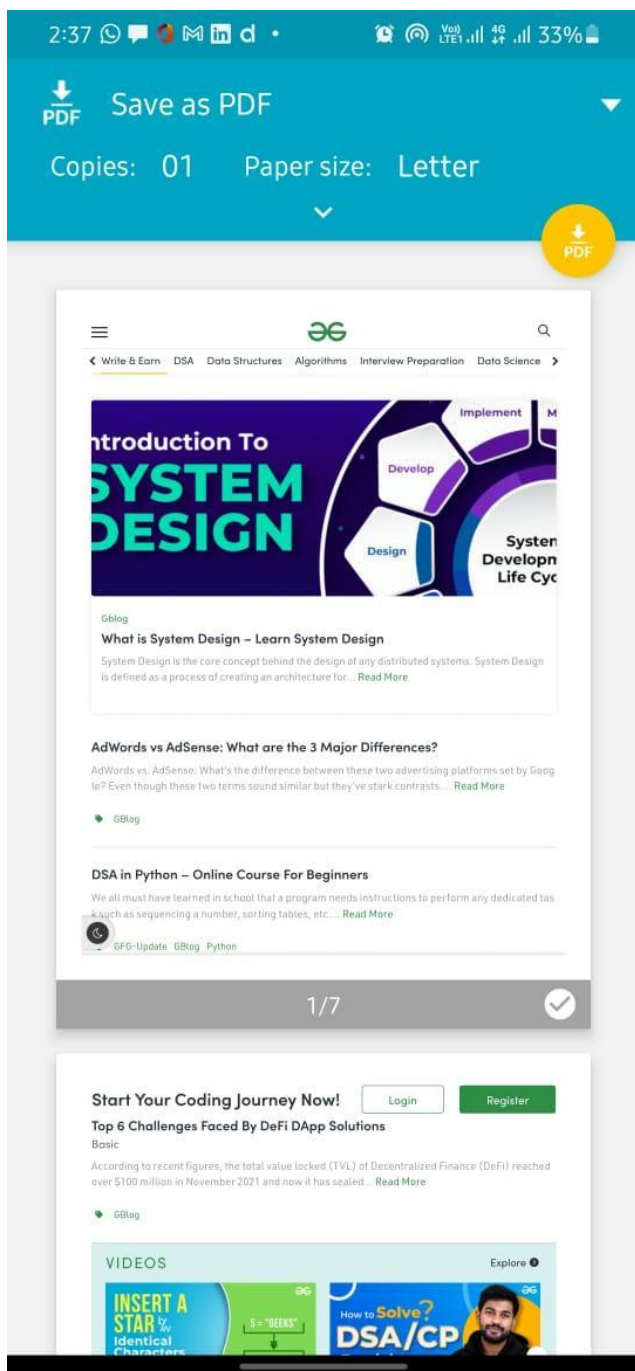 2:37
VoD
LTE1 4G 33%
PDF Save as PDF
Copies: 01 Paper size: Letter
PDF
Write & Earn DSA Data Structures Algorithms Interview Preparation Data Science
ntroduction To
SYSTEM
DESIGN
Implement M
Develop
Design
System
Developm
Life Cyc
Gblog
What is System Design – Learn System Design
System Design is the core concept behind the design of any distributed systems. System Design
is defined as a process of creating an architecture for... Read More
AdWords vs AdSense: What are the 3 Major Differences?
AdWords vs. AdSense: What's the difference between these two advertising platforms set by Goog
le? Even though these two terms sound similar but they've stark contrasts.... Read More
GBlog
DSA in Python – Online Course For Beginners
We all must have learned in school that a program needs instructions to perform any dedicated tas
k such as sequencing a number, sorting tables, etc.... Read More
GFG-Update GBlog Python
1/7
Start Your Coding Journey Now! Login Register
Top 6 Challenges Faced By DeFi DApp Solutions
Basic
According to recent figures, the total value locked (TVL) of Decentralized Finance (DeFi) reached
over $100 million in November 2021 and now it has sealed... Read More
GBlog
VIDEOS Explore
INSERT A
STAR b/w
Identical
Characters
S = "GEEKS"
How to Solve?
DSA/CP